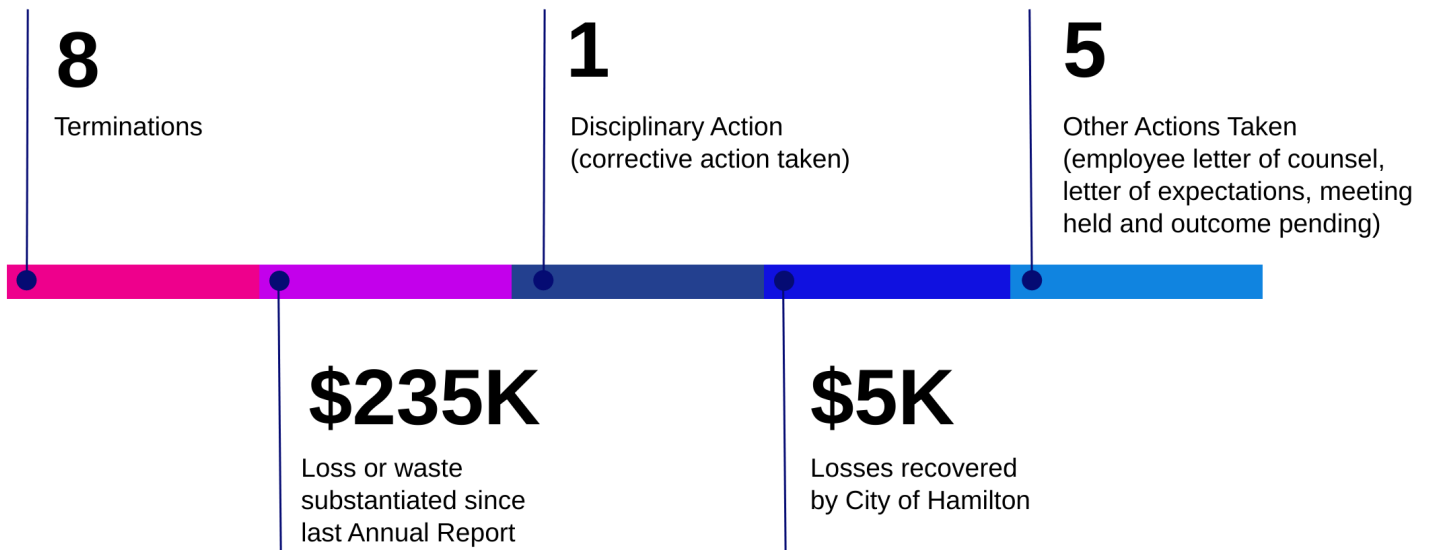 8
Terminations
1
Disciplinary Action
(corrective action taken)
5
Other Actions Taken
(employee letter of counsel,
letter of expectations, meeting
held and outcome pending)
$235K
Loss or waste
substantiated since
last Annual Report
$5K
Losses recovered
by City of Hamilton